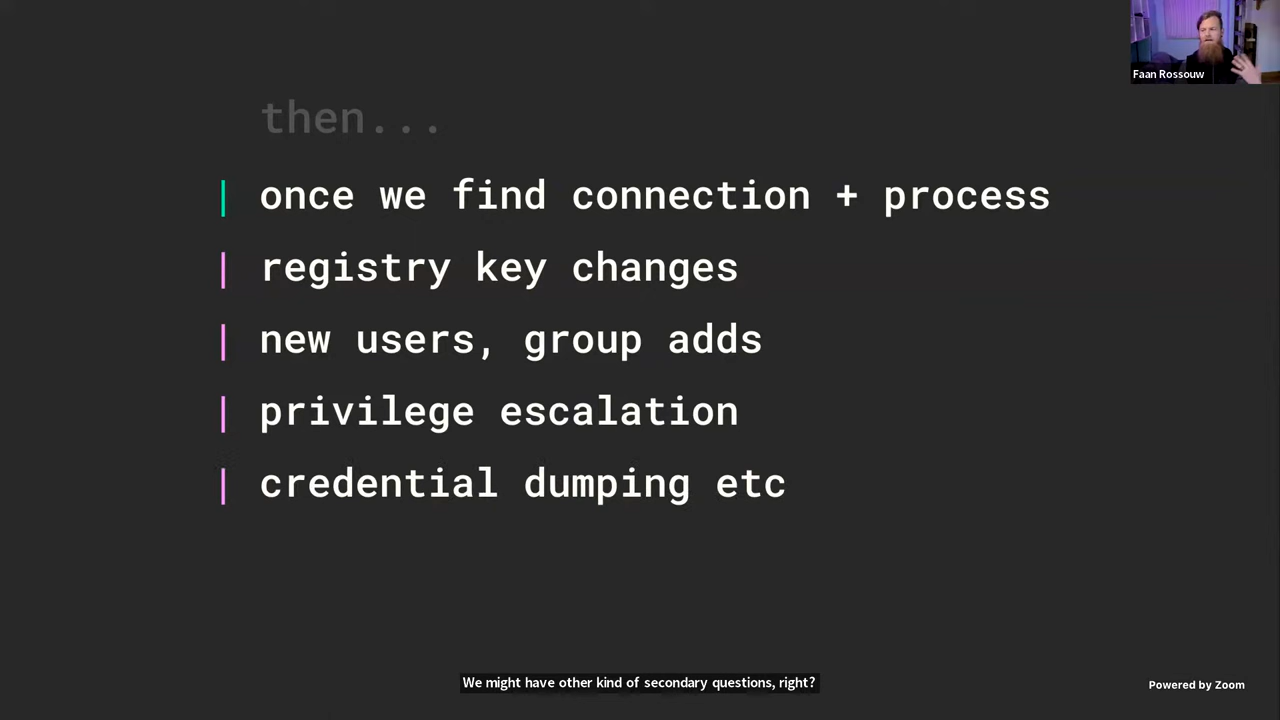 Faan Rossouw
then...
once we find connection + process
registry key changes
new users, group adds
privilege escalation
credential dumping etc
We might have other kind of secondary questions, right?
Powered by Zoom